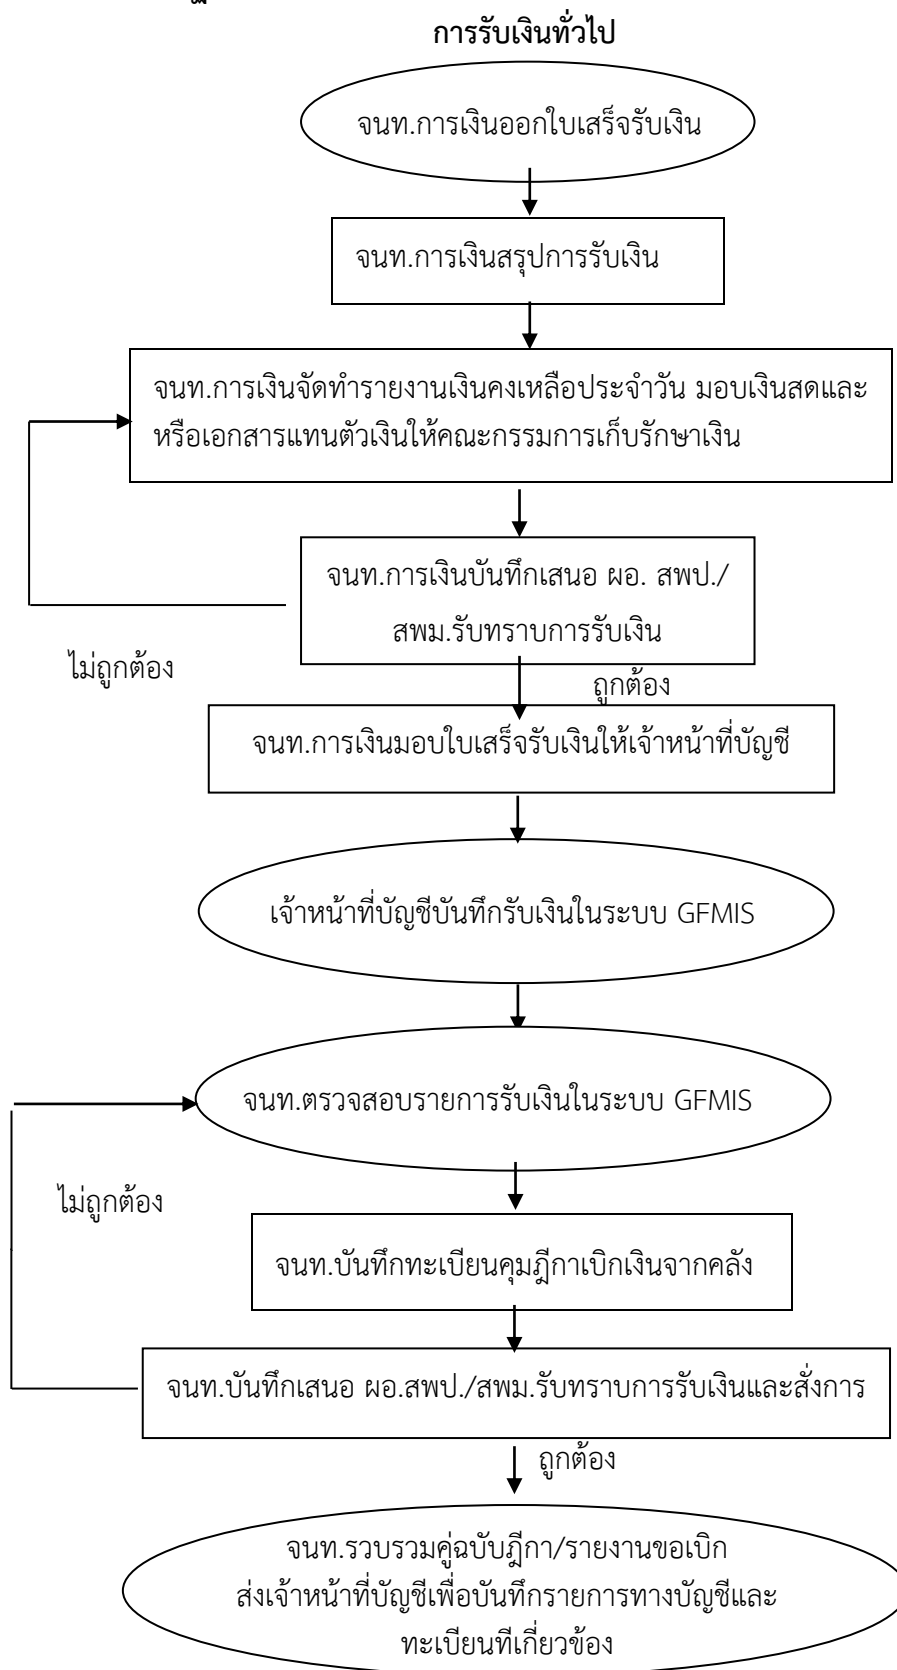 การรับเงินทั่วไป
จนท.การเงินออกใบเสร็จรับเงิน
จนท.การเงินสรุปการรับเงิน
จนท.การเงินจัดทำรายงานเงินคงเหลือประจำวัน มอบเงินสดและ
หรือเอกสารแทนตัวเงินให้คณะกรรมการเก็บรักษาเงิน
จนท.การเงินบันทึกเสนอ ผอ. สพป./
สพม.รับทราบการรับเงิน
ไม่ถูกต้อง
ถูกต้อง
จนท.การเงินมอบใบเสร็จรับเงินให้เจ้าหน้าที่บัญชี
เจ้าหน้าที่บัญชีบันทึกรับเงินในระบบ GFMIS
จนท.ตรวจสอบรายการรับเงินในระบบ GFMIS
ไม่ถูกต้อง
จนท.บันทึกทะเบียนคุมฎีกาเบิกเงินจากคลัง
จนท.บันทึกเสนอ ผอ.สพป./สพม.รับทราบการรับเงินและสั่งการ
ถูกต้อง
จนท.รวบรวมคู่ฉบับฎีกา/รายงานขอเบิก
ส่งเจ้าหน้าที่บัญชีเพื่อบันทึกรายการทางบัญชีและ
ทะเบียนทีเกี่ยวข้อง